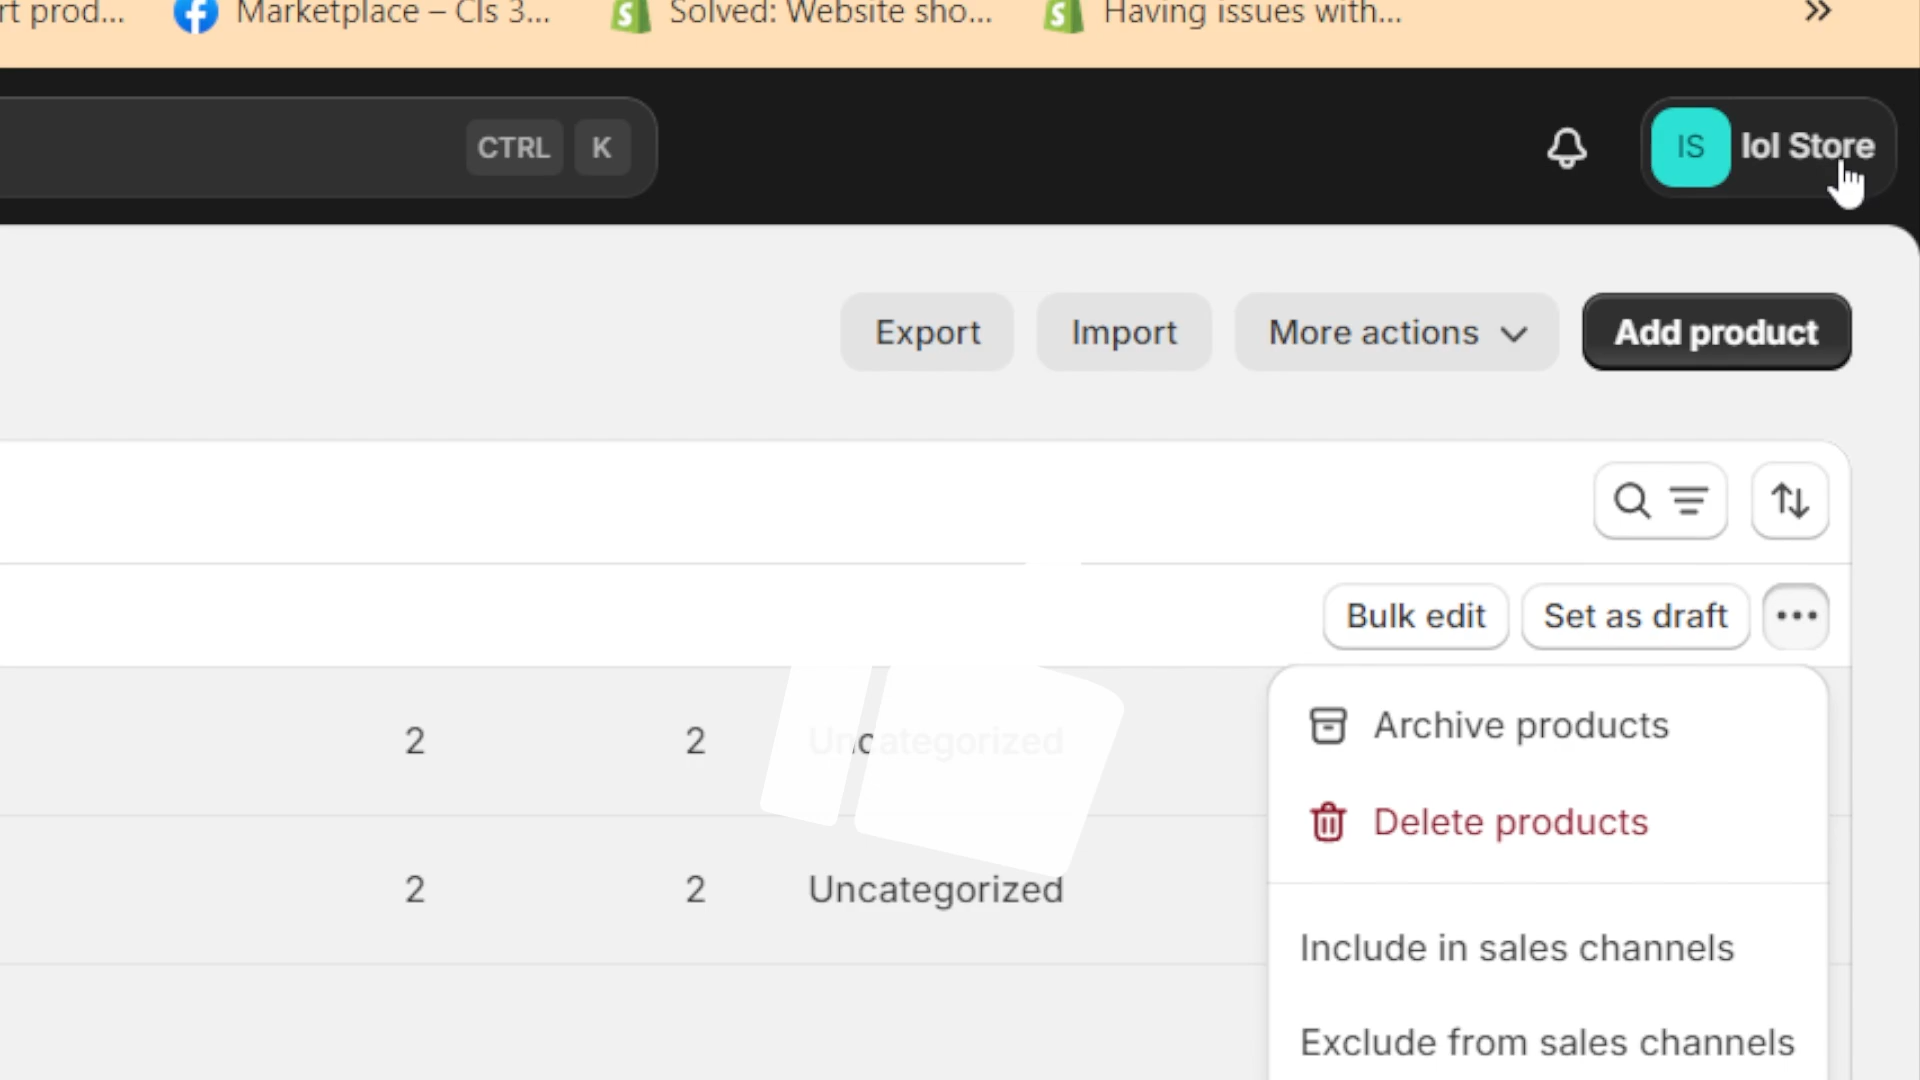 rt prod...
Marketplace – Cls 3...
Solved: Website sho...
Having issues with...
CTRL K
IS lol Store
Export
Import
More actions
Add product
Bulk edit
Set as draft
2 2 Uncategorized
Archive products
Delete products
2 2 Uncategorized
Include in sales channels
Exclude from sales channels